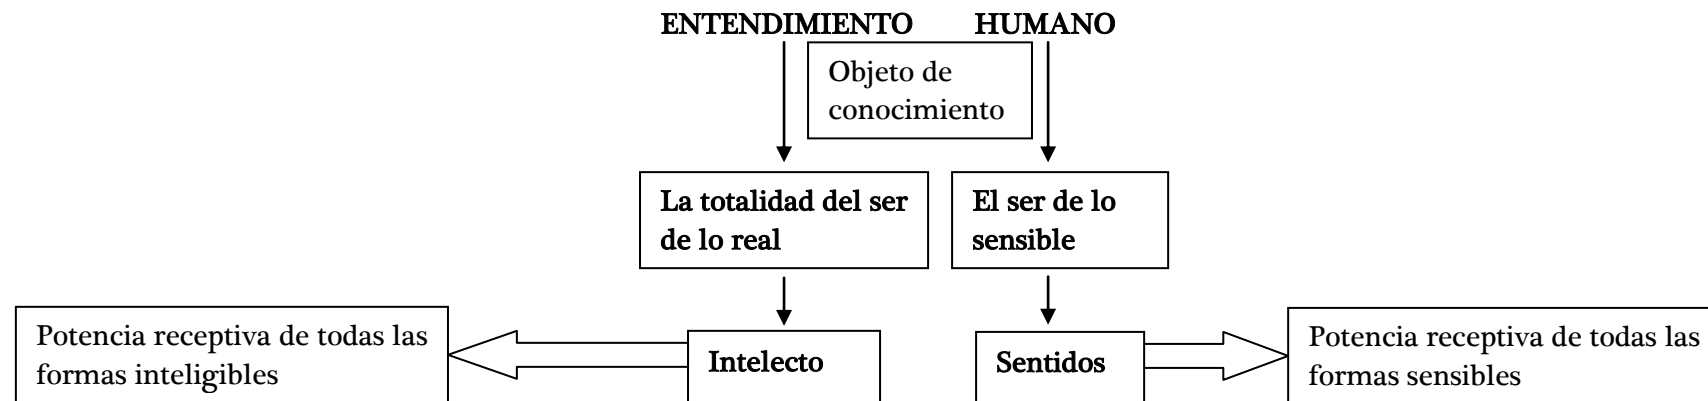 ENTENDIMIENTO HUMANO
Objeto de
conocimiento
La totalidad del ser
de lo real
El ser de lo
sensible
Potencia receptiva de todas las
formas inteligibles
Intelecto
Sentidos
Potencia receptiva de todas las
formas sensibles